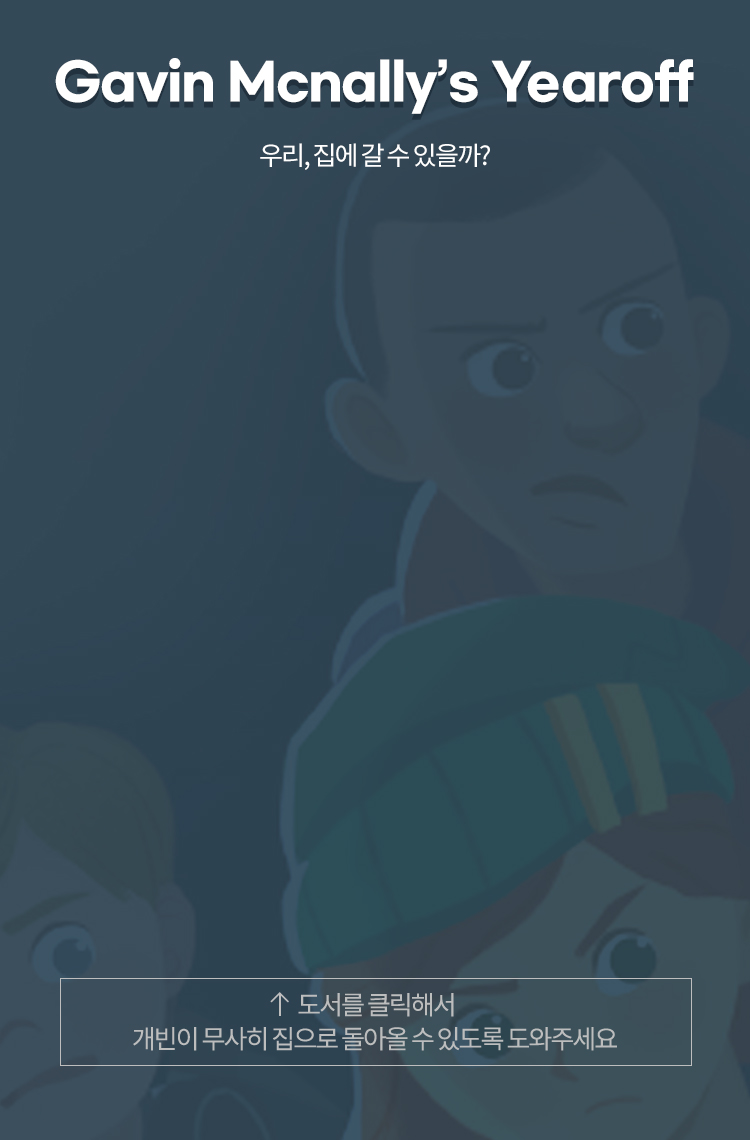 Gavin Mcnally’s Yearoff
우리, 집에 갈 수 있을까?
↑ 도서를 클릭해서
개빈이 무사히 집으로 돌아올 수 있도록 도와주세요